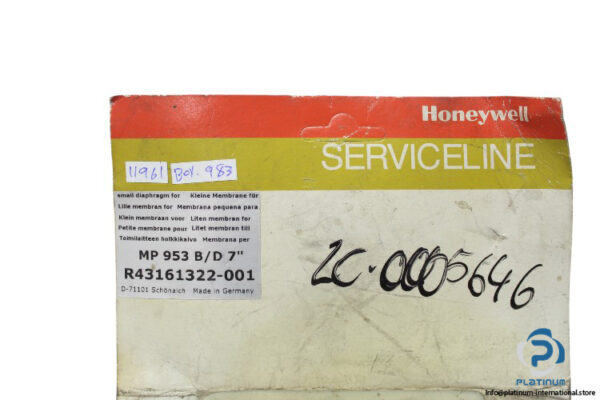 Honeywell
SERVICELINE
11961
BOX. 983
small diaphragm for Kleine Membrane für
Lille membran for Membrana pequena para
Klein membraan voor Liten membran for
Petite membrane pour Litet membran till
Toimilaitteen holkkikalvo Membrana per
MP 953 B/D 7"
R43161322-001
D-71101 Schönaich Made in Germany
2C-0005646
PLATINUM
info@platinum-international.store